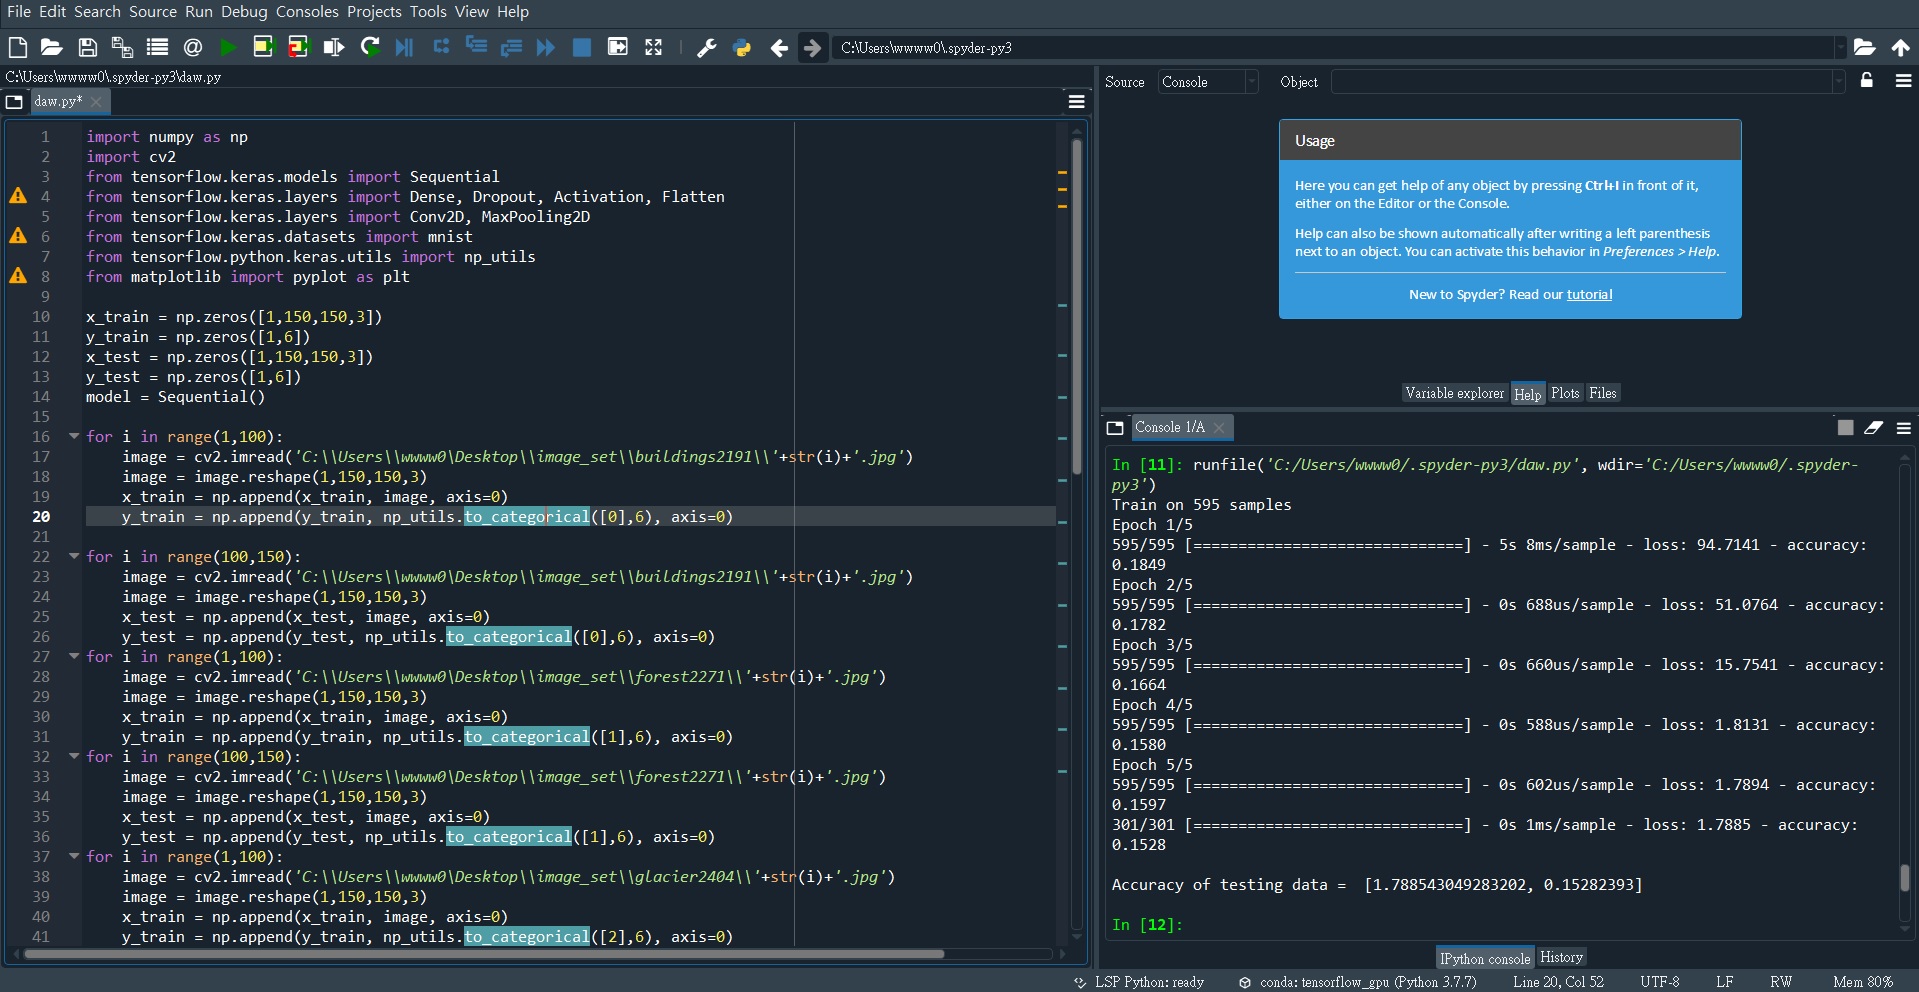 File Edit Search Source Run Debug Consoles Projects Tools View Help
C:\Users\wwww0\.spyder-py3
C:\Users\wwww0\.spyder-py3\daw.py
daw.py*
1 import numpy as np
2 import cv2
3 from tensorflow.keras.models import Sequential
4 from tensorflow.keras.layers import Dense, Dropout, Activation, Flatten
5 from tensorflow.keras.layers import Conv2D, MaxPooling2D
6 from tensorflow.keras.datasets import mnist
7 from tensorflow.python.keras.utils import np_utils
8 from matplotlib import pyplot as plt
9
10 x_train = np.zeros([1,150,150,3])
11 y_train = np.zeros([1,6])
12 x_test = np.zeros([1,150,150,3])
13 y_test = np.zeros([1,6])
14 model = Sequential()
15
16 for i in range(1,100):
17 image = cv2.imread('C:\\Users\\wwww0\Desktop\\image_set\\buildings2191\\'+str(i)+'.jpg')
18 image = image.reshape(1,150,150,3)
19 x_train = np.append(x_train, image, axis=0)
20 y_train = np.append(y_train, np_utils.to_categorical([0],6), axis=0)
21
22 for i in range(100,150):
23 image = cv2.imread('C:\\Users\\wwww0\Desktop\\image_set\\buildings2191\\'+str(i)+'.jpg')
24 image = image.reshape(1,150,150,3)
25 x_test = np.append(x_test, image, axis=0)
26 y_test = np.append(y_test, np_utils.to_categorical([0],6), axis=0)
27 for i in range(1,100):
28 image = cv2.imread('C:\\Users\\wwww0\Desktop\\image_set\\forest2271\\'+str(i)+'.jpg')
29 image = image.reshape(1,150,150,3)
30 x_train = np.append(x_train, image, axis=0)
31 y_train = np.append(y_train, np_utils.to_categorical([1],6), axis=0)
32 for i in range(100,150):
33 image = cv2.imread('C:\\Users\\wwww0\Desktop\\image_set\\forest2271\\'+str(i)+'.jpg')
34 image = image.reshape(1,150,150,3)
35 x_test = np.append(x_test, image, axis=0)
36 y_test = np.append(y_test, np_utils.to_categorical([1],6), axis=0)
37 for i in range(1,100):
38 image = cv2.imread('C:\\Users\\wwww0\Desktop\\image_set\\glacier2404\\'+str(i)+'.jpg')
39 image = image.reshape(1,150,150,3)
40 x_train = np.append(x_train, image, axis=0)
41 y_train = np.append(y_train, np_utils.to_categorical([2],6), axis=0)
Source Console Object
Usage
Here you can get help of any object by pressing Ctrl+I in front of it,
either on the Editor or the Console.
Help can also be shown automatically after writing a left parenthesis
next to an object. You can activate this behavior in Preferences > Help.
New to Spyder? Read our tutorial
Variable explorer Help Plots Files
Console 1/A
In [11]: runfile('C:/Users/wwww0/.spyder-py3/daw.py', wdir='C:/Users/wwww0/.spyder-
py3')
Train on 595 samples
Epoch 1/5
595/595 [==============================] - 5s 8ms/sample - loss: 94.7141 - accuracy:
0.1849
Epoch 2/5
595/595 [==============================] - 0s 688us/sample - loss: 51.0764 - accuracy:
0.1782
Epoch 3/5
595/595 [==============================] - 0s 660us/sample - loss: 15.7541 - accuracy:
0.1664
Epoch 4/5
595/595 [==============================] - 0s 588us/sample - loss: 1.8131 - accuracy:
0.1580
Epoch 5/5
595/595 [==============================] - 0s 602us/sample - loss: 1.7894 - accuracy:
0.1597
301/301 [==============================] - 0s 1ms/sample - loss: 1.7885 - accuracy:
0.1528
Accuracy of testing data =  [1.788543049283202, 0.15282393]
In [12]:
IPython console History
LSP Python: ready conda: tensorflow_gpu (Python 3.7.7) Line 20, Col 52 UTF-8 LF RW Mem 80%